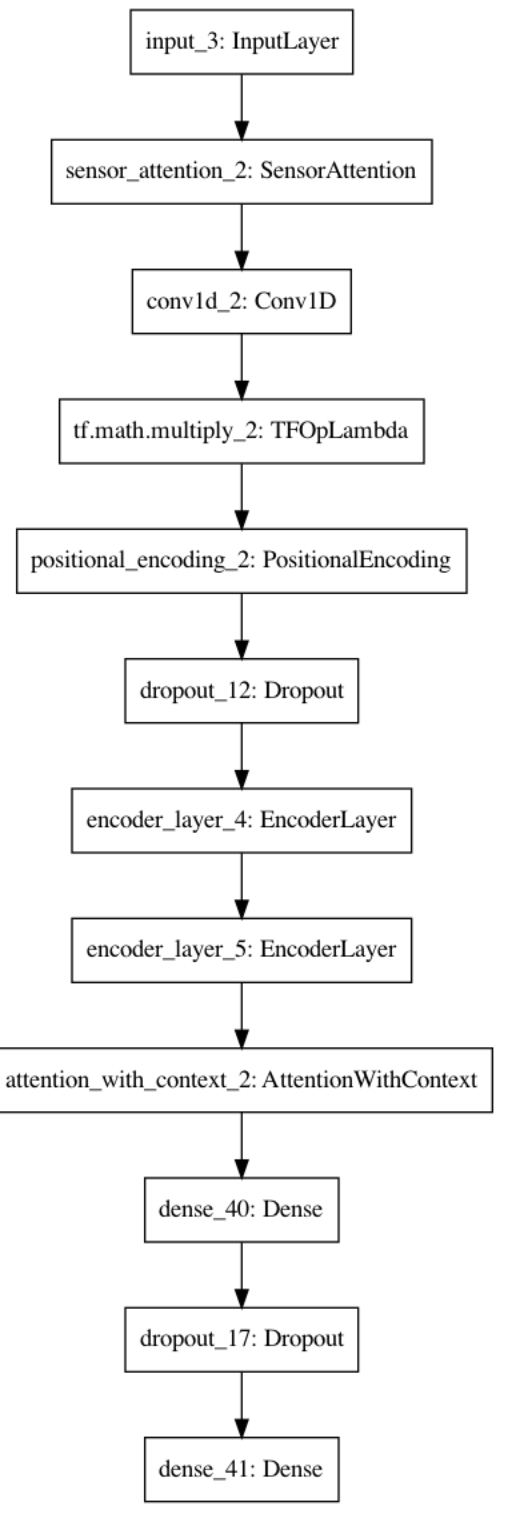 input_3: InputLayer
sensor_attention_2: SensorAttention
conv1d_2: Conv1D
tf.math.multiply_2: TFOpLambda
positional_encoding_2: PositionalEncoding
dropout_12: Dropout
encoder_layer_4: EncoderLayer
encoder_layer_5: EncoderLayer
attention_with_context_2: AttentionWithContext
dense_40: Dense
dropout_17: Dropout
dense_41: Dense